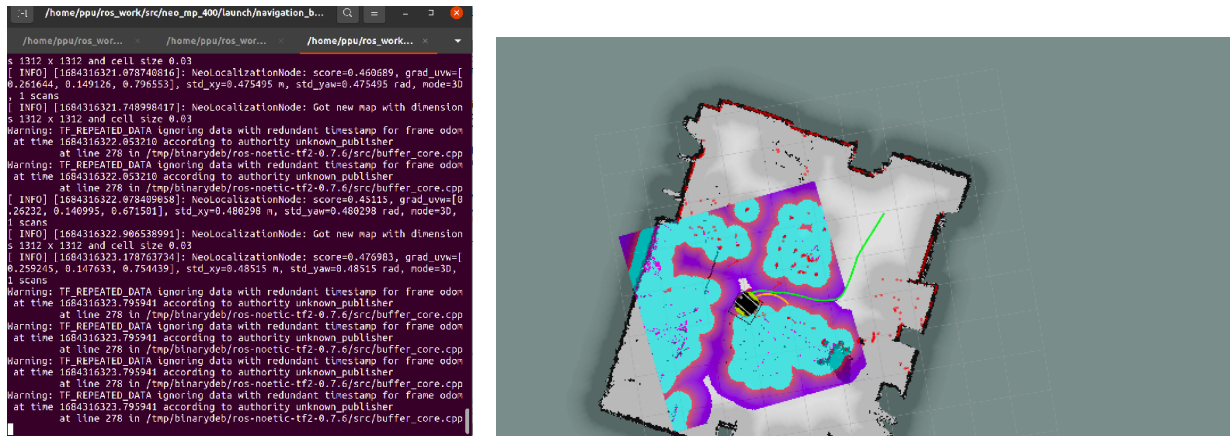 /home/ppu/ros_work/src/neo_mp_400/launch/navigation_b...
/home/ppu/ros_wor... /home/ppu/ros_wor... /home/ppu/ros_work...
s 1312 x 1312 and cell size 0.03
[ INFO] [1684316321.078740816]: NeoLocalizationNode: score=0.460689, grad_uvw=[
0.261644, 0.149126, 0.796553], std_xy=0.475495 m, std_yaw=0.475495 rad, mode=3D
, 1 scans
[ INFO] [1684316321.748998417]: NeoLocalizationNode: Got new map with dimension
s 1312 x 1312 and cell size 0.03
Warning: TF_REPEATED_DATA ignoring data with redundant timestamp for frame odom
at time 1684316322.053210 according to authority unknown_publisher
at line 278 in /tmp/binarydeb/ros-noetic-tf2-0.7.6/src/buffer_core.cpp
Warning: TF_REPEATED_DATA ignoring data with redundant timestamp for frame odom
at time 1684316322.053210 according to authority unknown_publisher
at line 278 in /tmp/binarydeb/ros-noetic-tf2-0.7.6/src/buffer_core.cpp
[ INFO] [1684316322.078409058]: NeoLocalizationNode: score=0.45115, grad_uvw=[0
.26232, 0.140995, 0.671501], std_xy=0.480298 m, std_yaw=0.480298 rad, mode=3D,
1 scans
[ INFO] [1684316322.906538991]: NeoLocalizationNode: Got new map with dimension
s 1312 x 1312 and cell size 0.03
[ INFO] [1684316323.178763734]: NeoLocalizationNode: score=0.476983, grad_uvw=[
0.259245, 0.147633, 0.754439], std_xy=0.48515 m, std_yaw=0.48515 rad, mode=3D,
1 scans
Warning: TF_REPEATED_DATA ignoring data with redundant timestamp for frame odom
at time 1684316323.795941 according to authority unknown_publisher
at line 278 in /tmp/binarydeb/ros-noetic-tf2-0.7.6/src/buffer_core.cpp
Warning: TF_REPEATED_DATA ignoring data with redundant timestamp for frame odom
at time 1684316323.795941 according to authority unknown_publisher
at line 278 in /tmp/binarydeb/ros-noetic-tf2-0.7.6/src/buffer_core.cpp
Warning: TF_REPEATED_DATA ignoring data with redundant timestamp for frame odom
at time 1684316323.795941 according to authority unknown_publisher
at line 278 in /tmp/binarydeb/ros-noetic-tf2-0.7.6/src/buffer_core.cpp
Warning: TF_REPEATED_DATA ignoring data with redundant timestamp for frame odom
at time 1684316323.795941 according to authority unknown_publisher
at line 278 in /tmp/binarydeb/ros-noetic-tf2-0.7.6/src/buffer_core.cpp